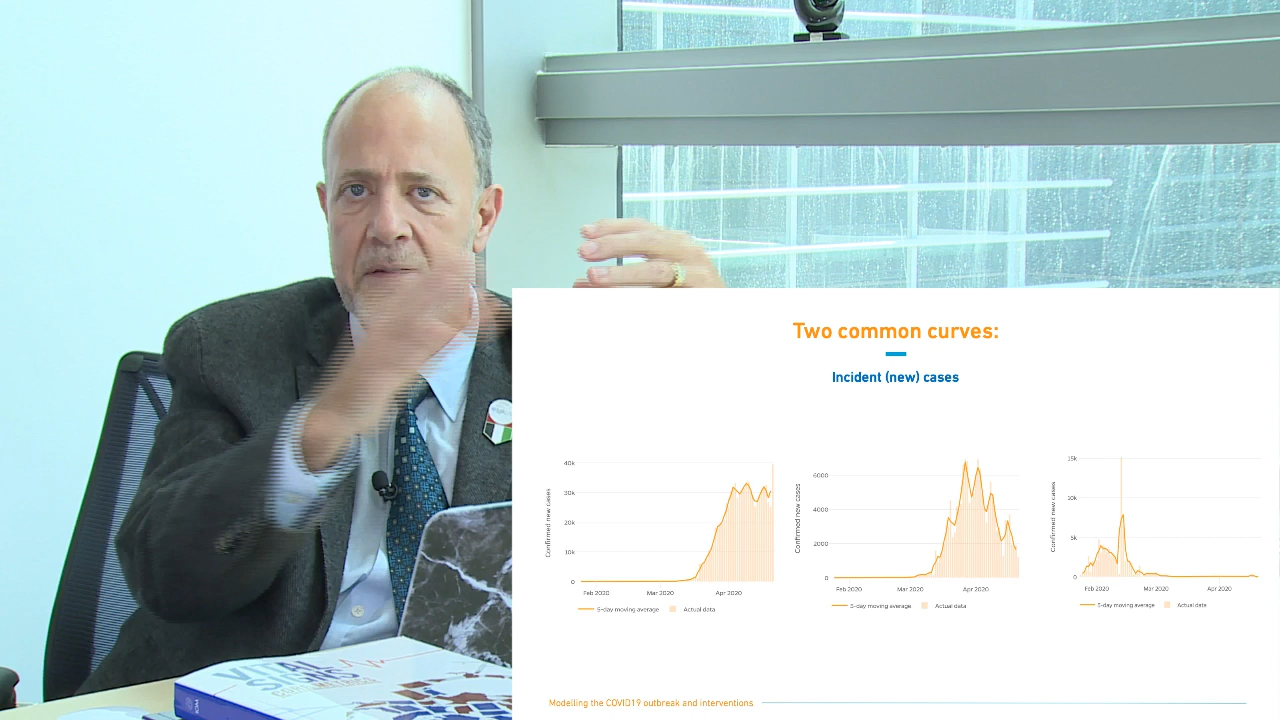 Two common curves:
Incident (new) cases
40k
30k
20k
10k
0
Confirmed new cases
Feb 2020
Mar 2020
Apr 2020
5-day moving average
Actual data
6000
4000
2000
0
Confirmed new cases
Feb 2020
Mar 2020
Apr 2020
5-day moving average
Actual data
15k
10k
5k
0
Confirmed new cases
Feb 2020
Mar 2020
Apr 2020
5-day moving average
Actual data
VITAL
SIGNS
Modelling the COVID19 outbreak and interventions